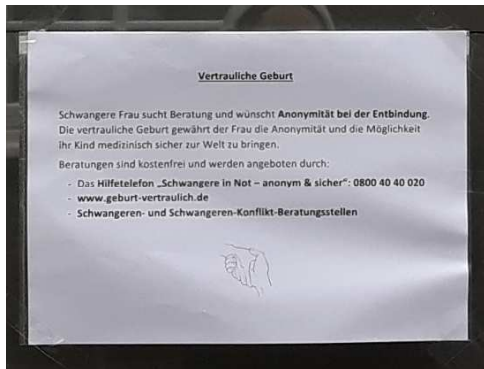 Vertrauliche Geburt
Schwangere Frau sucht Beratung und wünscht Anonymität bei der Entbindung.
Die vertrauliche Geburt gewährt der Frau die Anonymität und die Möglichkeit
ihr Kind medizinisch sicher zur Welt zu bringen.
Beratungen sind kostenfrei und werden angeboten durch:
- Das Hilfetelefon „Schwangere in Not – anonym & sicher“: 0800 40 40 020
- www.geburt-vertraulich.de
- Schwangeren- und Schwangeren-Konflikt-Beratungsstellen